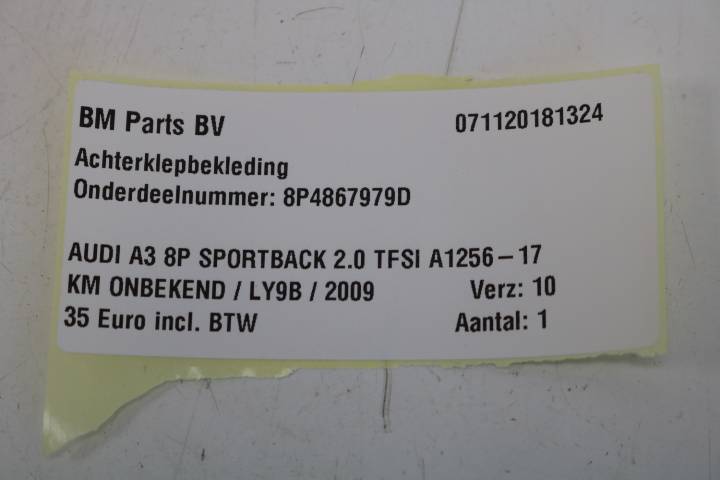 BM Parts BV 071120181324
Achterklepbekleding
Onderdeelnummer: 8P4867979D
AUDI A3 8P SPORTBACK 2.0 TFSI A1256-17
KM ONBEKEND / LY9B / 2009 Verz: 10
35 Euro incl. BTW Aantal: 1